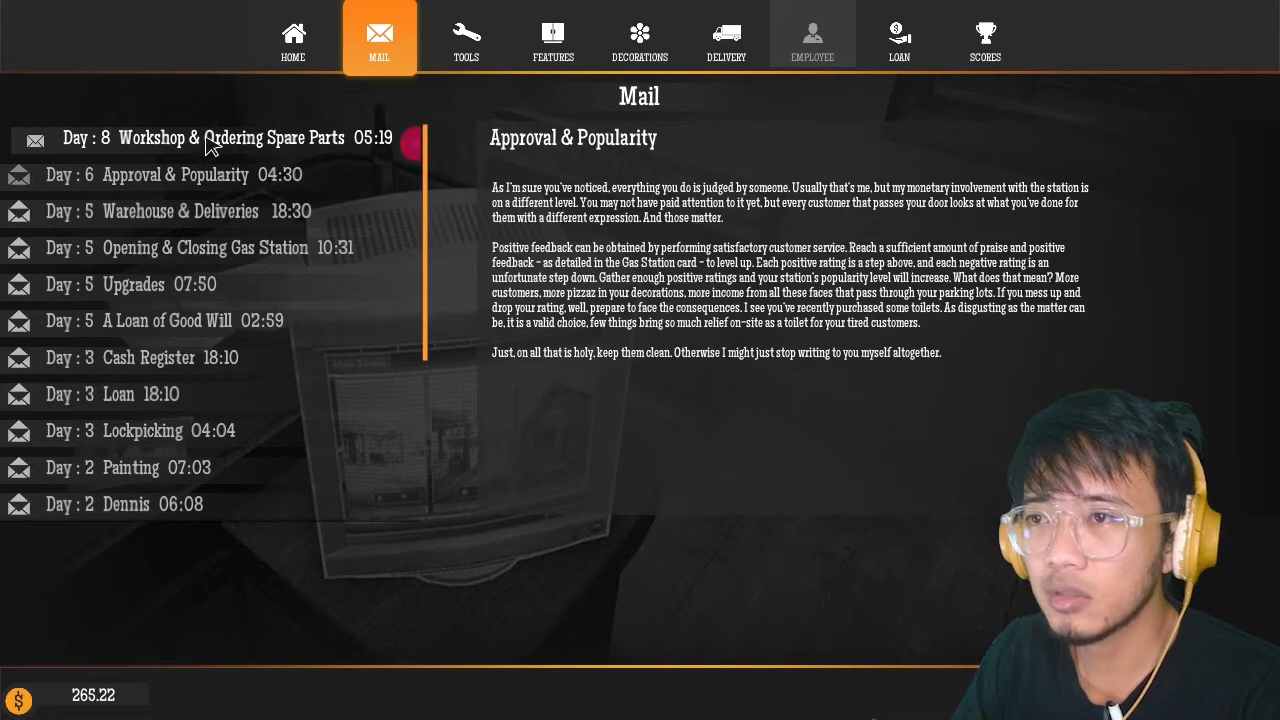 HOME
MAIL
TOOLS
FEATURES
DECORATIONS
DELIVERY
EMPLOYEE
LOAN
SCORES
Mail
Day : 8 Workshop & Ordering Spare Parts 05:19
Day : 6 Approval & Popularity 04:30
Day : 5 Warehouse & Deliveries 18:30
Day : 5 Opening & Closing Gas Station 10:31
Day : 5 Upgrades 07:50
Day : 5 A Loan of Good Will 02:59
Day : 3 Cash Register 18:10
Day : 3 Loan 18:10
Day : 3 Lockpicking 04:04
Day : 2 Painting 07:03
Day : 2 Dennis 06:08
Approval & Popularity
As I'm sure you've noticed, everything you do is judged by someone. Usually that's me, but my monetary involvement with the station is
on a different level. You may not have paid attention to it yet, but every customer that passes your door looks at what you've done for
them with a different expression. And those matter.
Positive feedback can be obtained by performing satisfactory customer service. Reach a sufficient amount of praise and positive
feedback – as detailed in the Gas Station card – to level up. Each positive rating is a step above, and each negative rating is an
unfortunate step down. Gather enough positive ratings and your station's popularity level will increase. What does that mean? More
customers, more pizzaz in your decorations, more income from all these faces that pass through your parking lots. If you mess up and
drop your rating, well, prepare to face the consequences. I see you've recently purchased some toilets. As disgusting as the matter can
be, it is a valid choice, few things bring so much relief on-site as a toilet for your tired customers.
Just, on all that is holy, keep them clean. Otherwise I might just stop writing to you myself altogether.
265.22